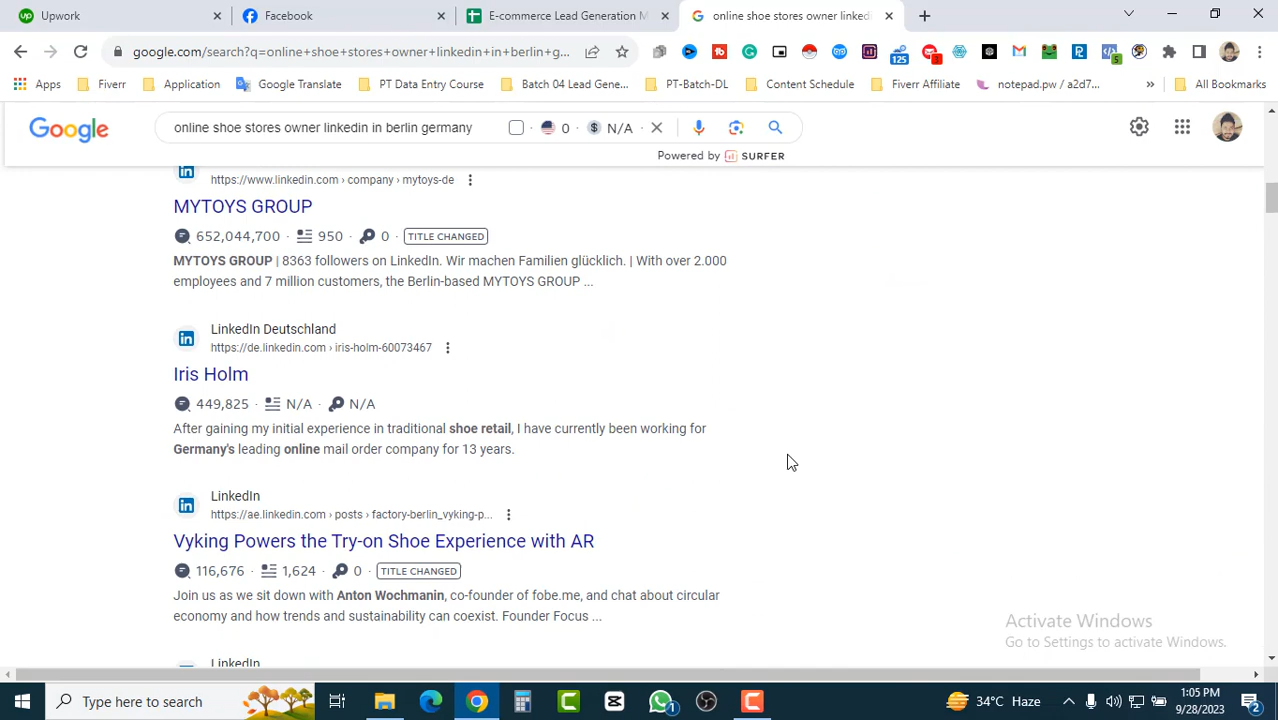 Upwork
Facebook
E-commerce Lead Generation M
online shoe stores owner linkedi
google.com/search?q=online+shoe+stores+owner+linkedin+in+berlin+g...
125
1
5
Apps
Fiverr
Application
Google Translate
PT Data Entry Course
Batch 04 Lead Gene...
PT-Batch-DL
Content Schedule
Fiverr Affiliate
notepad.pw / a2d7...
»
All Bookmarks
Google
online shoe stores owner linkedin in berlin germany
0 · N/A
Powered by SURFER
https://www.linkedin.com › company › mytoys-de
MYTOYS GROUP
652,044,700 · 950 · 0 · TITLE CHANGED
MYTOYS GROUP | 8363 followers on LinkedIn. Wir machen Familien glücklich. | With over 2.000
employees and 7 million customers, the Berlin-based MYTOYS GROUP ...
LinkedIn Deutschland
https://de.linkedin.com › iris-holm-60073467
Iris Holm
449,825 · N/A · N/A
After gaining my initial experience in traditional shoe retail, I have currently been working for
Germany's leading online mail order company for 13 years.
LinkedIn
https://ae.linkedin.com › posts › factory-berlin_vyking-p...
Vyking Powers the Try-on Shoe Experience with AR
116,676 · 1,624 · 0 · TITLE CHANGED
Join us as we sit down with Anton Wochmanin, co-founder of fobe.me, and chat about circular
economy and how trends and sustainability can coexist. Founder Focus ...
LinkedIn
Activate Windows
Go to Settings to activate Windows.
Type here to search
1
34°C Haze
1:05 PM
9/28/2023
2